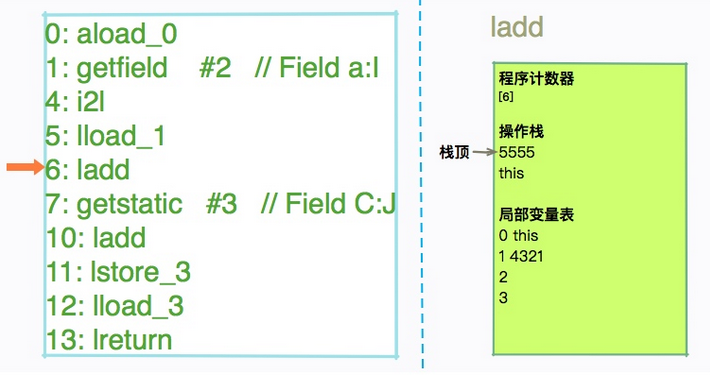 0: aload_0
1: getfield #2 // Field a:I
4: i2l
5: lload_1
6: ladd
7: getstatic #3 // Field C:J
10: ladd
11: lstore_3
12: lload_3
13: lreturn
ladd
程序计数器
[6]
操作栈
栈顶
5555
this
局部变量表
0 this
1 4321
2
3